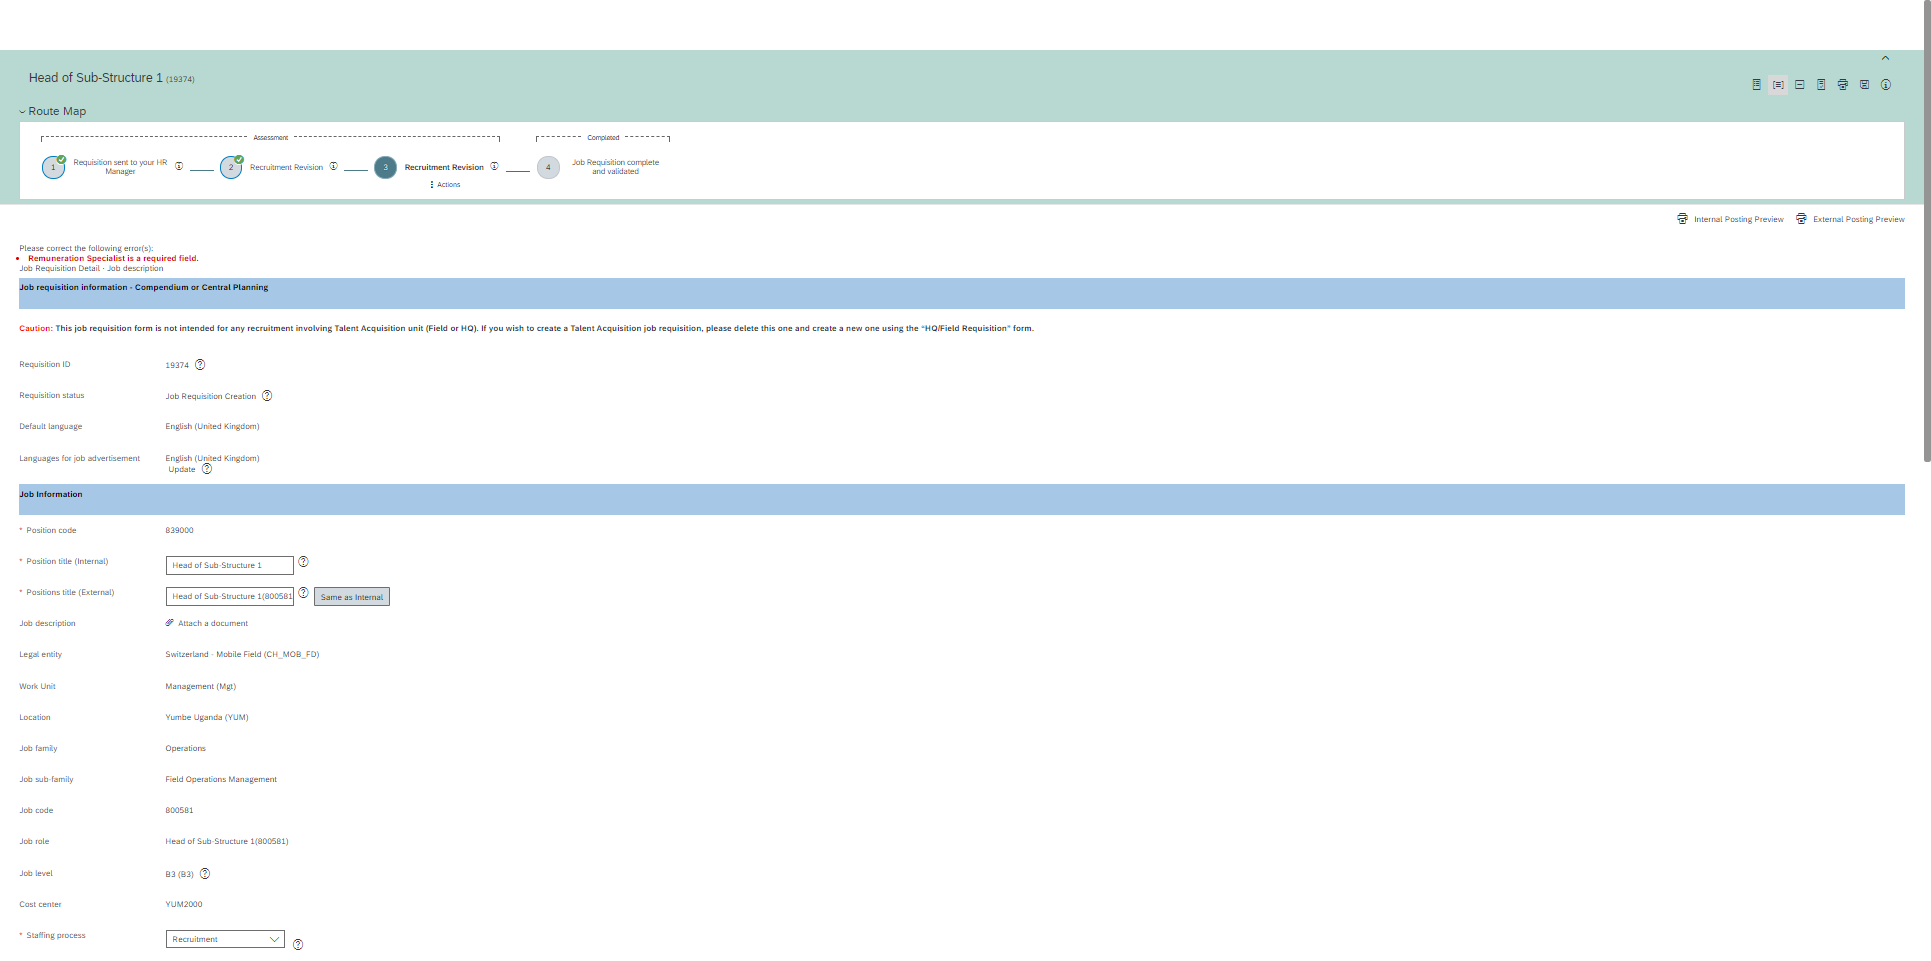 Head of Sub-Structure 1 (19374)
Route Map
Assessment
Completed
1
Requisition sent to your HR
Manager
2
Recruitment Revision
3
Recruitment Revision
4
Job Requisition complete
and validated
Actions
Internal Posting Preview
External Posting Preview
Please correct the following error(s):
• Remuneration Specialist is a required field.
Job Requisition Detail · Job description
Job requisition information - Compendium or Central Planning
Caution: This job requisition form is not intended for any recruitment involving Talent Acquisition unit (Field or HQ). If you wish to create a Talent Acquisition job requisition, please delete this one and create a new one using the "HQ/Field Requisition" form.
Requisition ID 19374
Requisition status Job Requisition Creation
Default language English (United Kingdom)
Languages for job advertisement English (United Kingdom)
Update
Job Information
* Position code 839000
* Position title (Internal) Head of Sub-Structure 1
* Positions title (External) Head of Sub-Structure 1(800581 Same as Internal
Job description Attach a document
Legal entity Switzerland - Mobile Field (CH_MOB_FD)
Work Unit Management (Mgt)
Location Yumbe Uganda (YUM)
Job family Operations
Job sub-family Field Operations Management
Job code 800581
Job role Head of Sub-Structure 1(800581)
Job level B3 (B3)
Cost center YUM2000
* Staffing process Recruitment